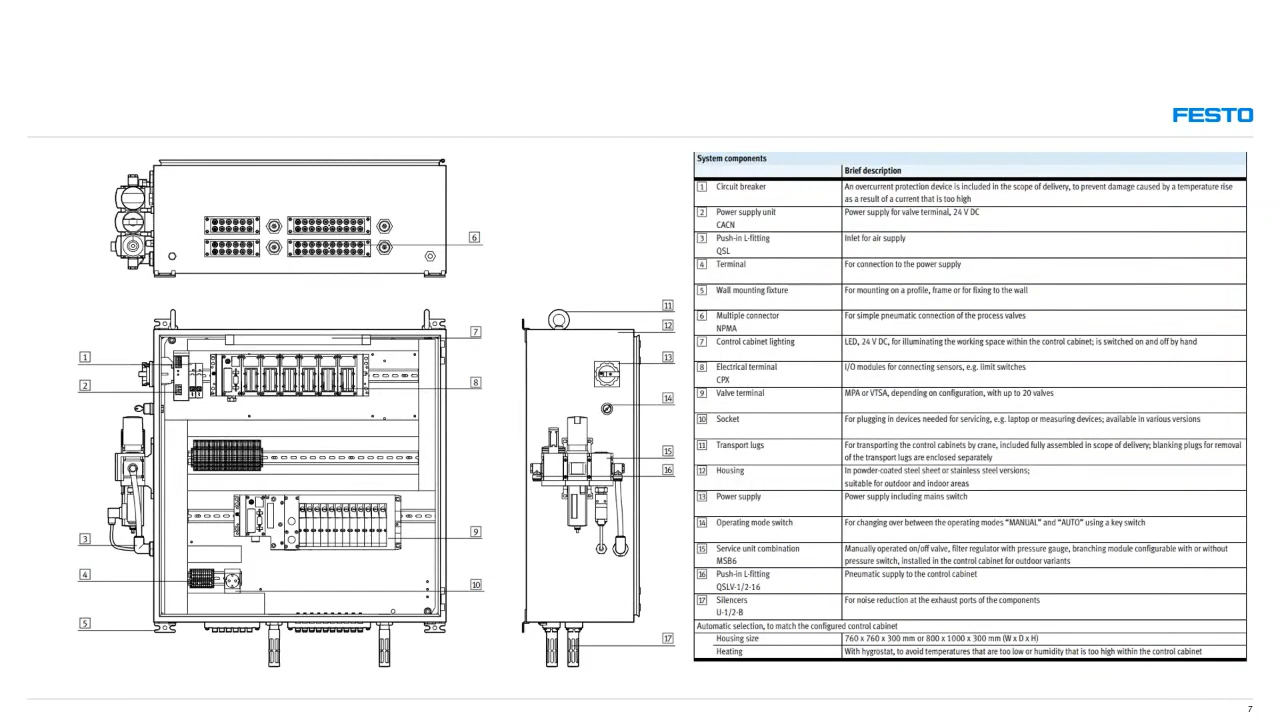 FESTO
6
11
12
7
13
1
8
2
14
15
16
9
3
4
10
5
17
System components
Brief description
1 Circuit breaker An overcurrent protection device is included in the scope of delivery, to prevent damage caused by a temperature rise
as a result of a current that is too high
2 Power supply unit Power supply for valve terminal, 24 V DC
CACN
3 Push-in L-fitting Inlet for air supply
QSL
4 Terminal For connection to the power supply
5 Wall mounting fixture For mounting on a profile, frame or for fixing to the wall
6 Multiple connector For simple pneumatic connection of the process valves
NPMA
7 Control cabinet lighting LED, 24 V DC, for illuminating the working space within the control cabinet; is switched on and off by hand
8 Electrical terminal I/O modules for connecting sensors, e.g. limit switches
CPX
9 Valve terminal MPA or VTSA, depending on configuration, with up to 20 valves
10 Socket For plugging in devices needed for servicing, e.g. laptop or measuring devices; available in various versions
11 Transport lugs For transporting the control cabinets by crane, included fully assembled in scope of delivery; blanking plugs for removal
of the transport lugs are enclosed separately
12 Housing In powder-coated steel sheet or stainless steel versions;
suitable for outdoor and indoor areas
13 Power supply Power supply including mains switch
14 Operating mode switch For changing over between the operating modes “MANUAL” and “AUTO” using a key switch
15 Service unit combination Manually operated on/off valve, filter regulator with pressure gauge, branching module configurable with or without
MSB6 pressure switch, installed in the control cabinet for outdoor variants
16 Push-in L-fitting Pneumatic supply to the control cabinet
QSLV-1/2-16
17 Silencers For noise reduction at the exhaust ports of the components
U-1/2-B
Automatic selection, to match the configured control cabinet
Housing size 760 x 760 x 300 mm or 800 x 1000 x 300 mm (W x D x H)
Heating With hygrostat, to avoid temperatures that are too low or humidity that is too high within the control cabinet
7